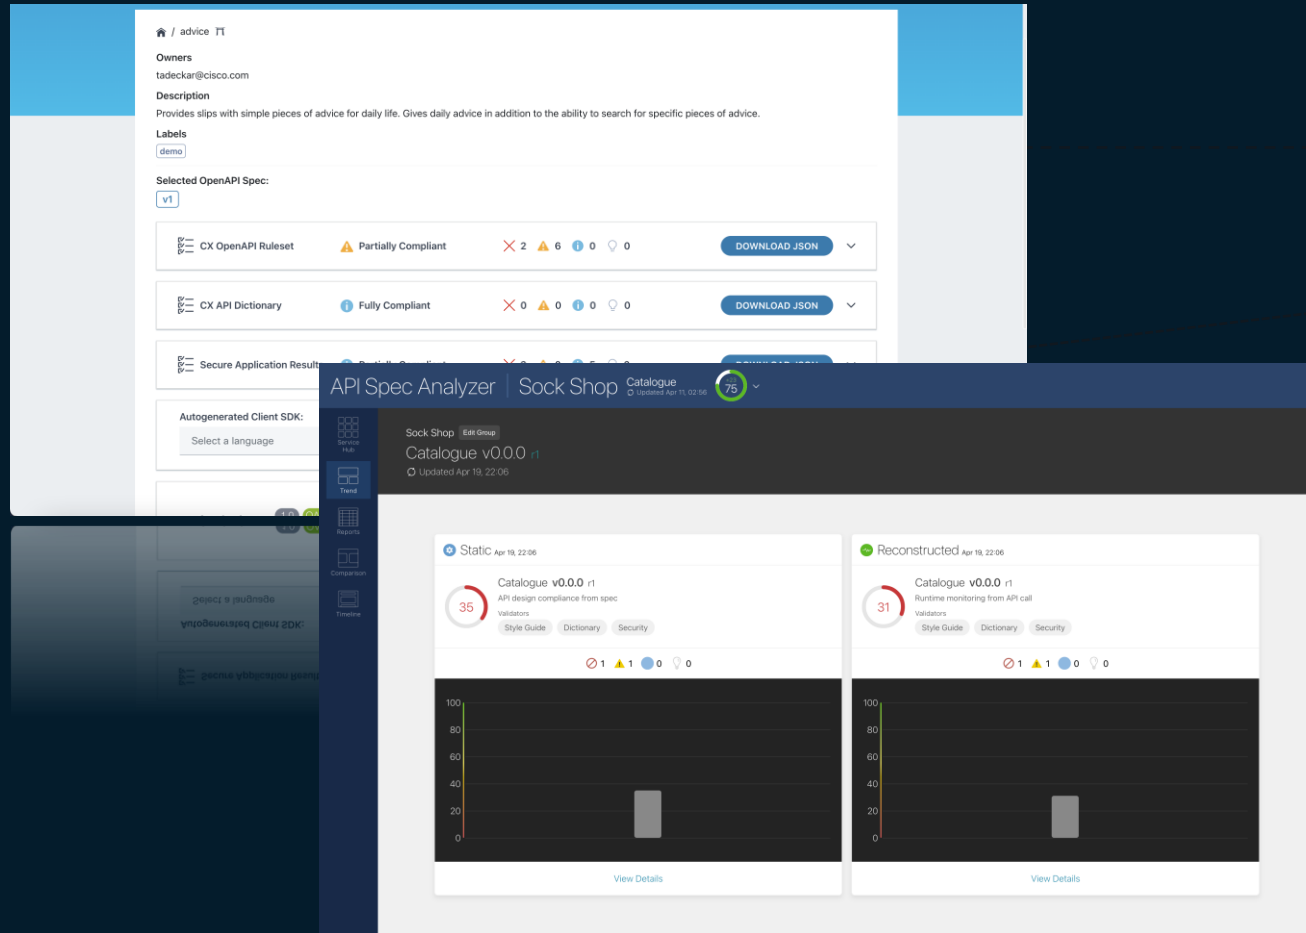 / advice
Owners
tadeckar@cisco.com
Description
Provides slips with simple pieces of advice for daily life. Gives daily advice in addition to the ability to search for specific pieces of advice.
Labels
demo
Selected OpenAPI Spec:
v1
CX OpenAPI Ruleset Partially Compliant 2 6 0 0 DOWNLOAD JSON
CX API Dictionary Fully Compliant 0 0 0 0 DOWNLOAD JSON
Secure Application Results
Autogenerated Client SDK:
Select a language
API Spec Analyzer Sock Shop Catalogue
Updated Apr 11, 02:56
75
Service
Hub
Trend
Reports
Comparison
Timeline
Sock Shop Edit Group
Catalogue v0.0.0 r1
Updated Apr 19, 22:06
Static Apr 19, 22:06
35
Catalogue v0.0.0 r1
API design compliance from spec
Validators
Style Guide Dictionary Security
1 1 0 0
100
80
60
40
20
0
View Details
Reconstructed Apr 19, 22:06
31
Catalogue v0.0.0 r1
Runtime monitoring from API call
Validators
Style Guide Dictionary Security
1 1 0 0
100
80
60
40
20
0
View Details
Select a language
Autogenerated Client SDK: